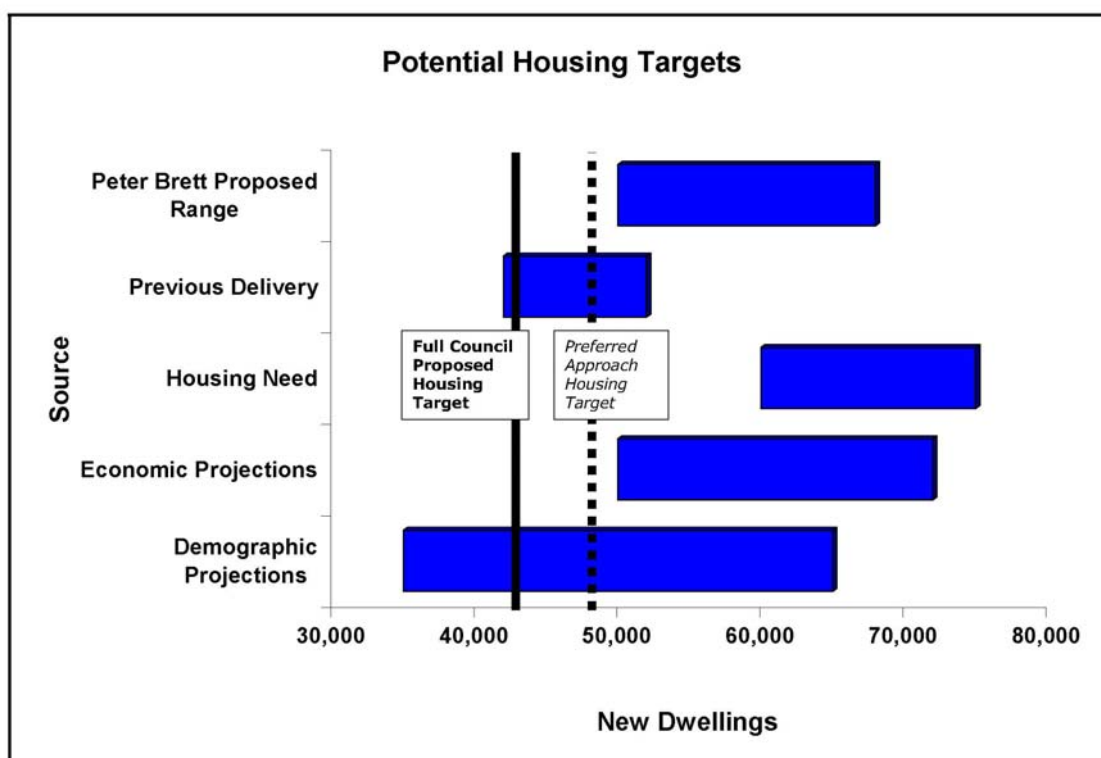 Potential Housing Targets
Peter Brett Proposed
Range
Previous Delivery
Housing Need
Economic Projections
Demographic
Projections
Source
Full Council
Proposed
Housing
Target
Preferred
Approach
Housing
Target
30,000
40,000
50,000
60,000
70,000
80,000
New Dwellings